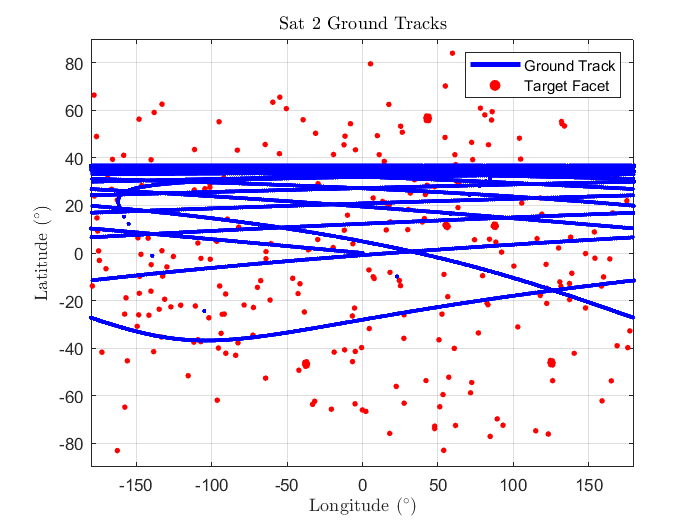 Sat 2 Ground Tracks
Ground Track
Target Facet
80
60
40
20
0
-20
-40
-60
-80
Latitude (°)
-150 -100 -50 0 50 100 150
Longitude (°)